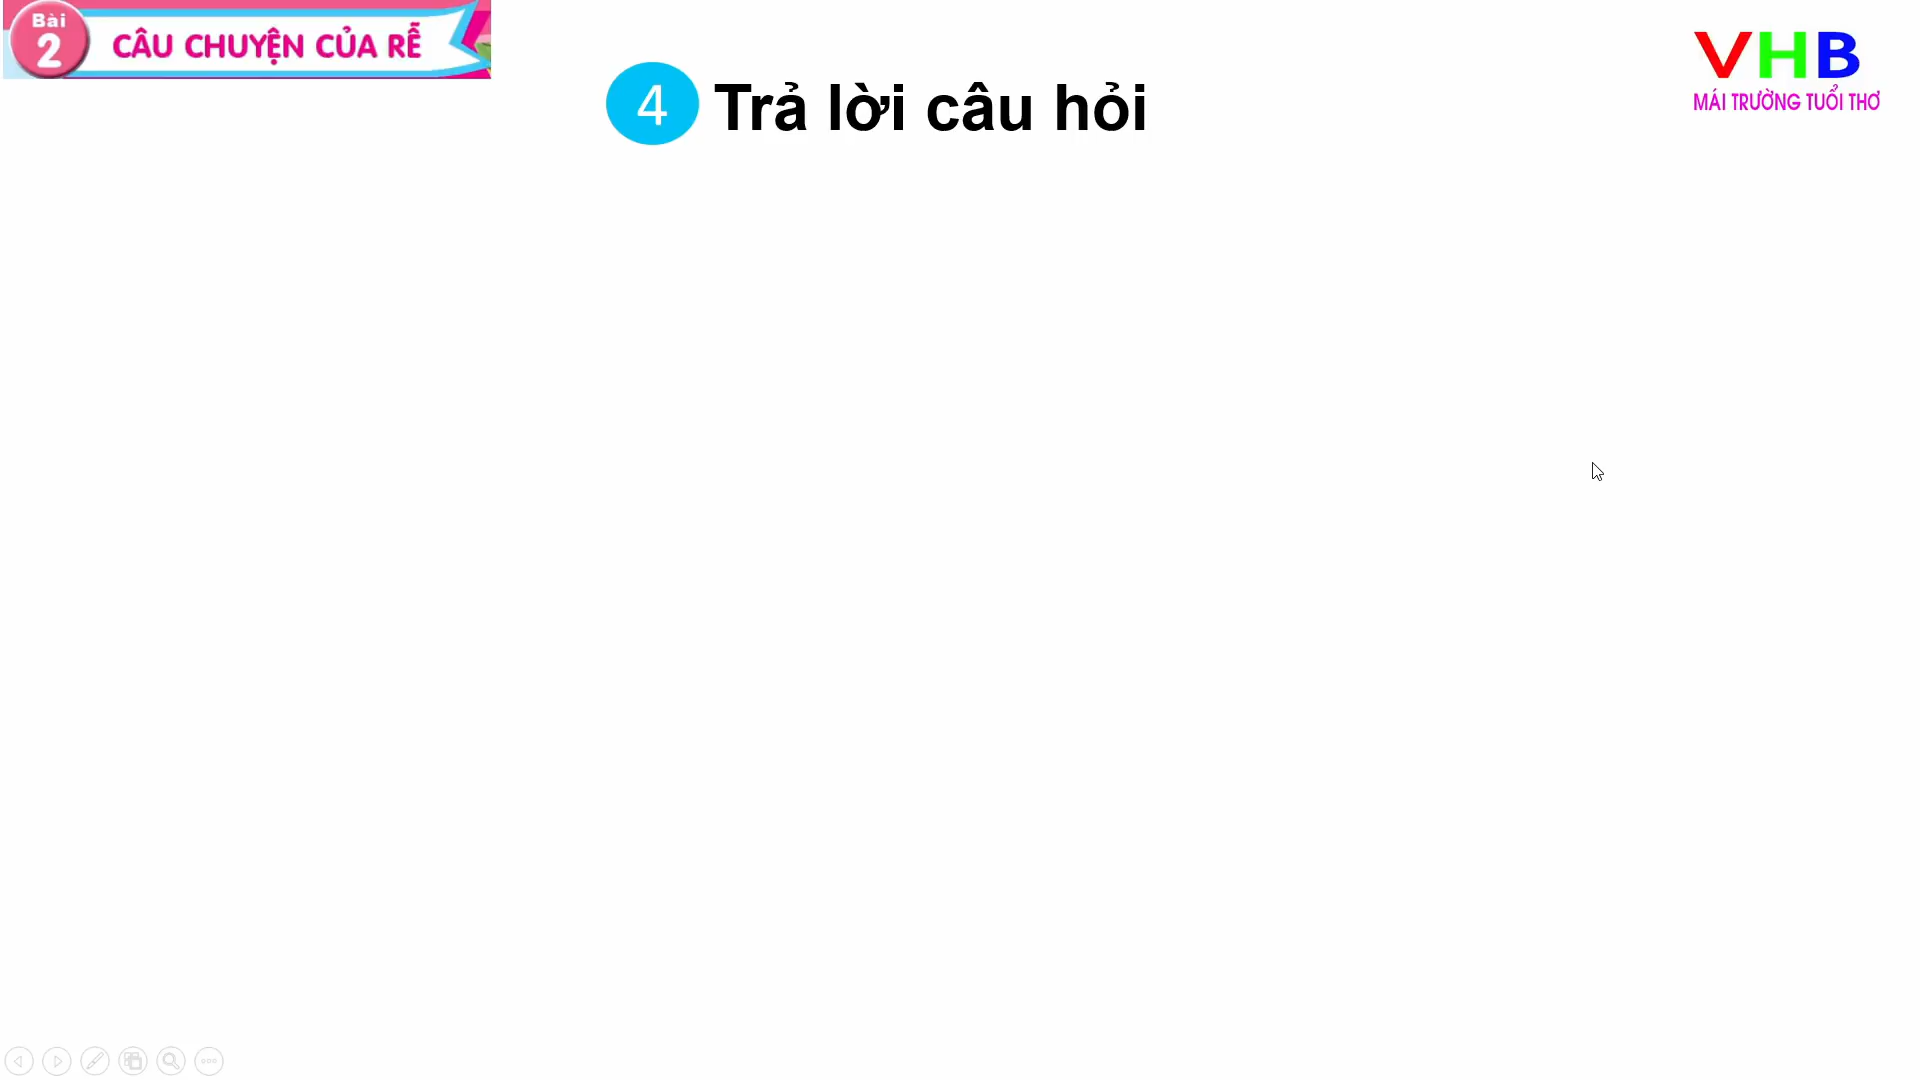 Bài
2
CÂU CHUYỆN CỦA RỄ
4 Trả lời câu hỏi
VHB
MÁI TRƯỜNG TUỔI THƠ